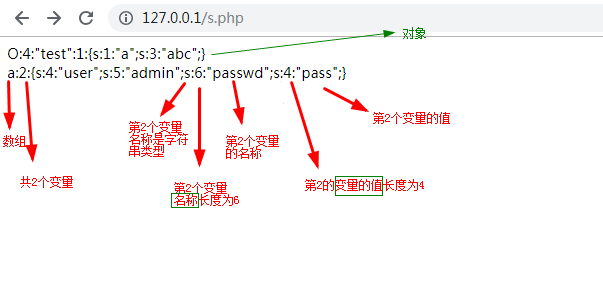 127.0.0.1/s.php
对象
O:4:"test":1:{s:1:"a";s:3:"abc";}
a:2:{s:4:"user";s:5:"admin";s:6:"passwd";s:4:"pass";}
第2个变量的值
数组
第2个变量
名称是字符
串类型
第2个变量
的名称
共2个变量
第2个变量
名称长度为6
第2的变量的值长度为4